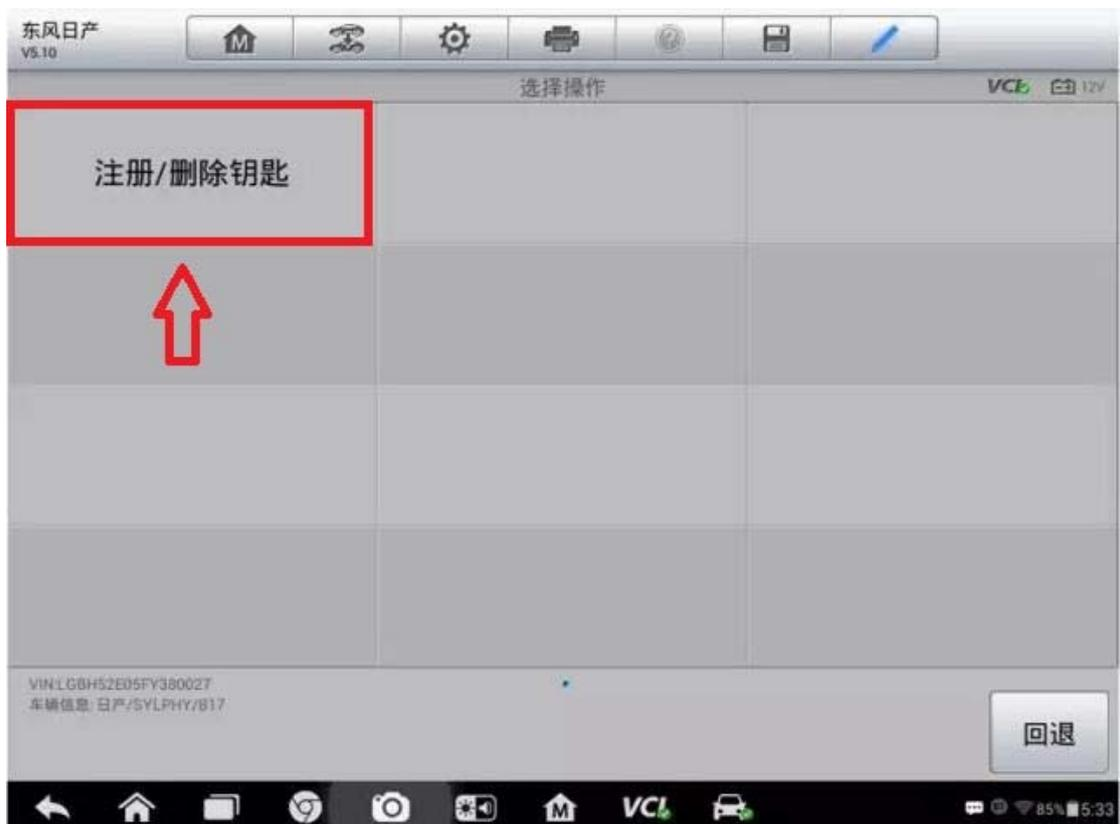 东风日产
V5.10
M
选择操作
VCI
12V
注册/删除钥匙
VIN:LGBH52E05FY380027
车辆信息: 日产/SYLPHY/B17
回退
M
VCI
85%
5:33